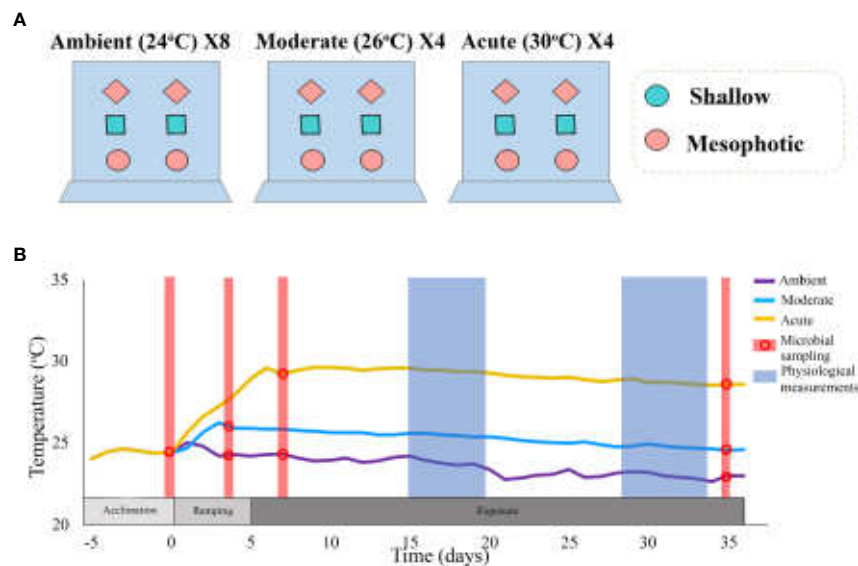 A
Ambient (24°C) X8 Moderate (26°C) X4 Acute (30°C) X4
Shallow
Mesophotic
B
Temperature (°C)
35
30
25
20
Ambient
Moderate
Acute
Microbial
sampling
Physiological
measurements
Acclimation Ramping Exposure
-5 0 5 10 15 20 25 30 35
Time (days)